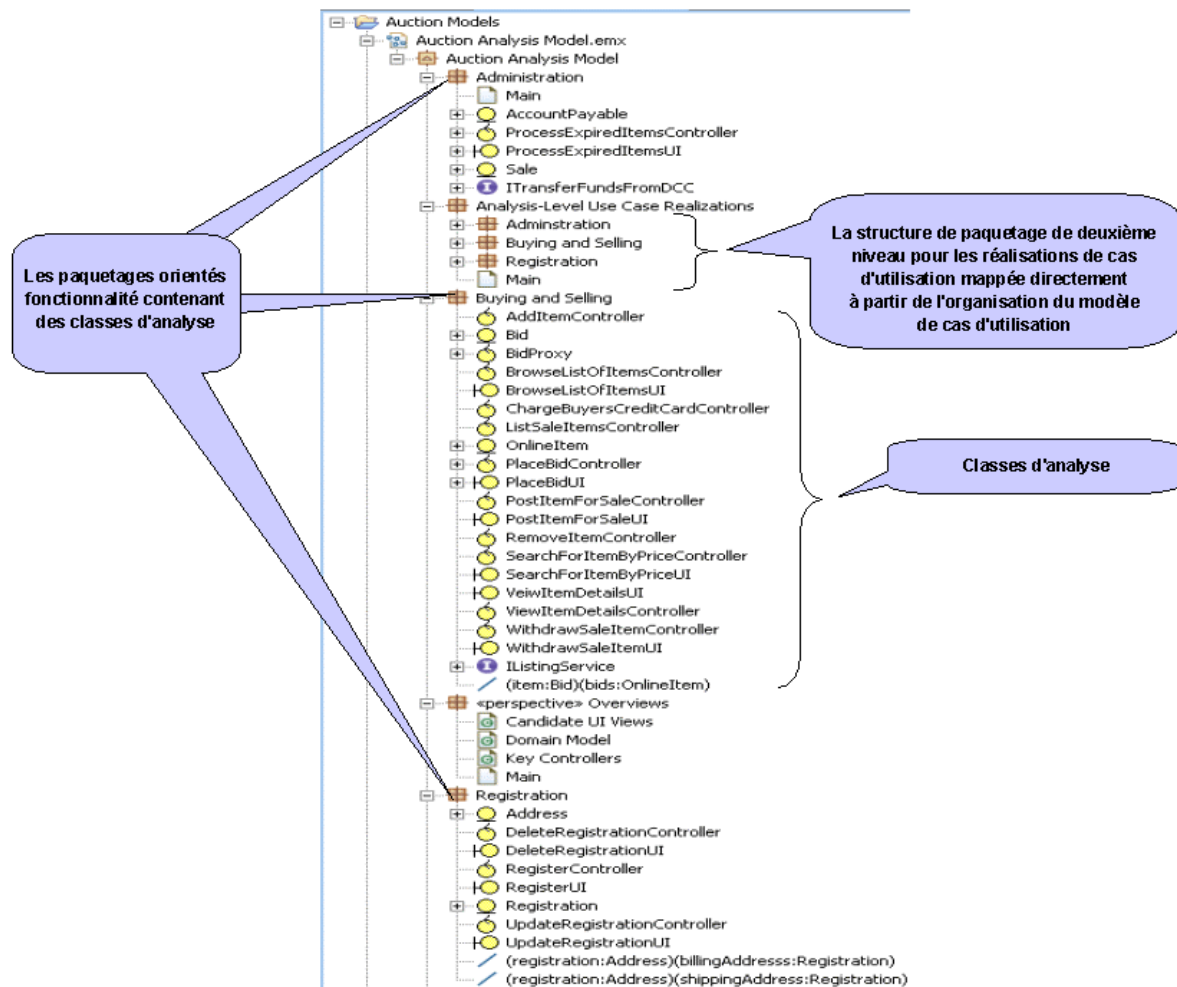 Auction Models
Auction Analysis Model.emx
Auction Analysis Model
Administration
Main
AccountPayable
ProcessExpiredItemsController
ProcessExpiredItemsUI
Sale
ITransferFundsFromDCC
Analysis-Level Use Case Realizations
Adminstration
Buying and Selling
Registration
Main
Buying and Selling
AddItemController
Bid
BidProxy
BrowseListOfItemsController
BrowseListOfItemsUI
ChargeBuyersCreditCardController
ListSaleItemsController
OnlineItem
PlaceBidController
PlaceBidUI
PostItemForSaleController
PostItemForSaleUI
RemoveItemController
SearchForItemByPriceController
SearchForItemByPriceUI
VeiwItemDetailsUI
ViewItemDetailsController
WithdrawSaleItemController
WithdrawSaleItemUI
IListingService
(item:Bid)(bids:OnlineItem)
«perspective» Overviews
Candidate UI Views
Domain Model
Key Controllers
Main
Registration
Address
DeleteRegistrationController
DeleteRegistrationUI
RegisterController
RegisterUI
Registration
UpdateRegistrationController
UpdateRegistrationUI
(registration:Address)(billingAddresss:Registration)
(registration:Address)(shippingAddress:Registration)
Les paquetages orientés
fonctionnalité contenant
des classes d'analyse
La structure de paquetage de deuxième
niveau pour les réalisations de cas
d'utilisation mappée directement
à partir de l'organisation du modèle
de cas d'utilisation
Classes d'analyse